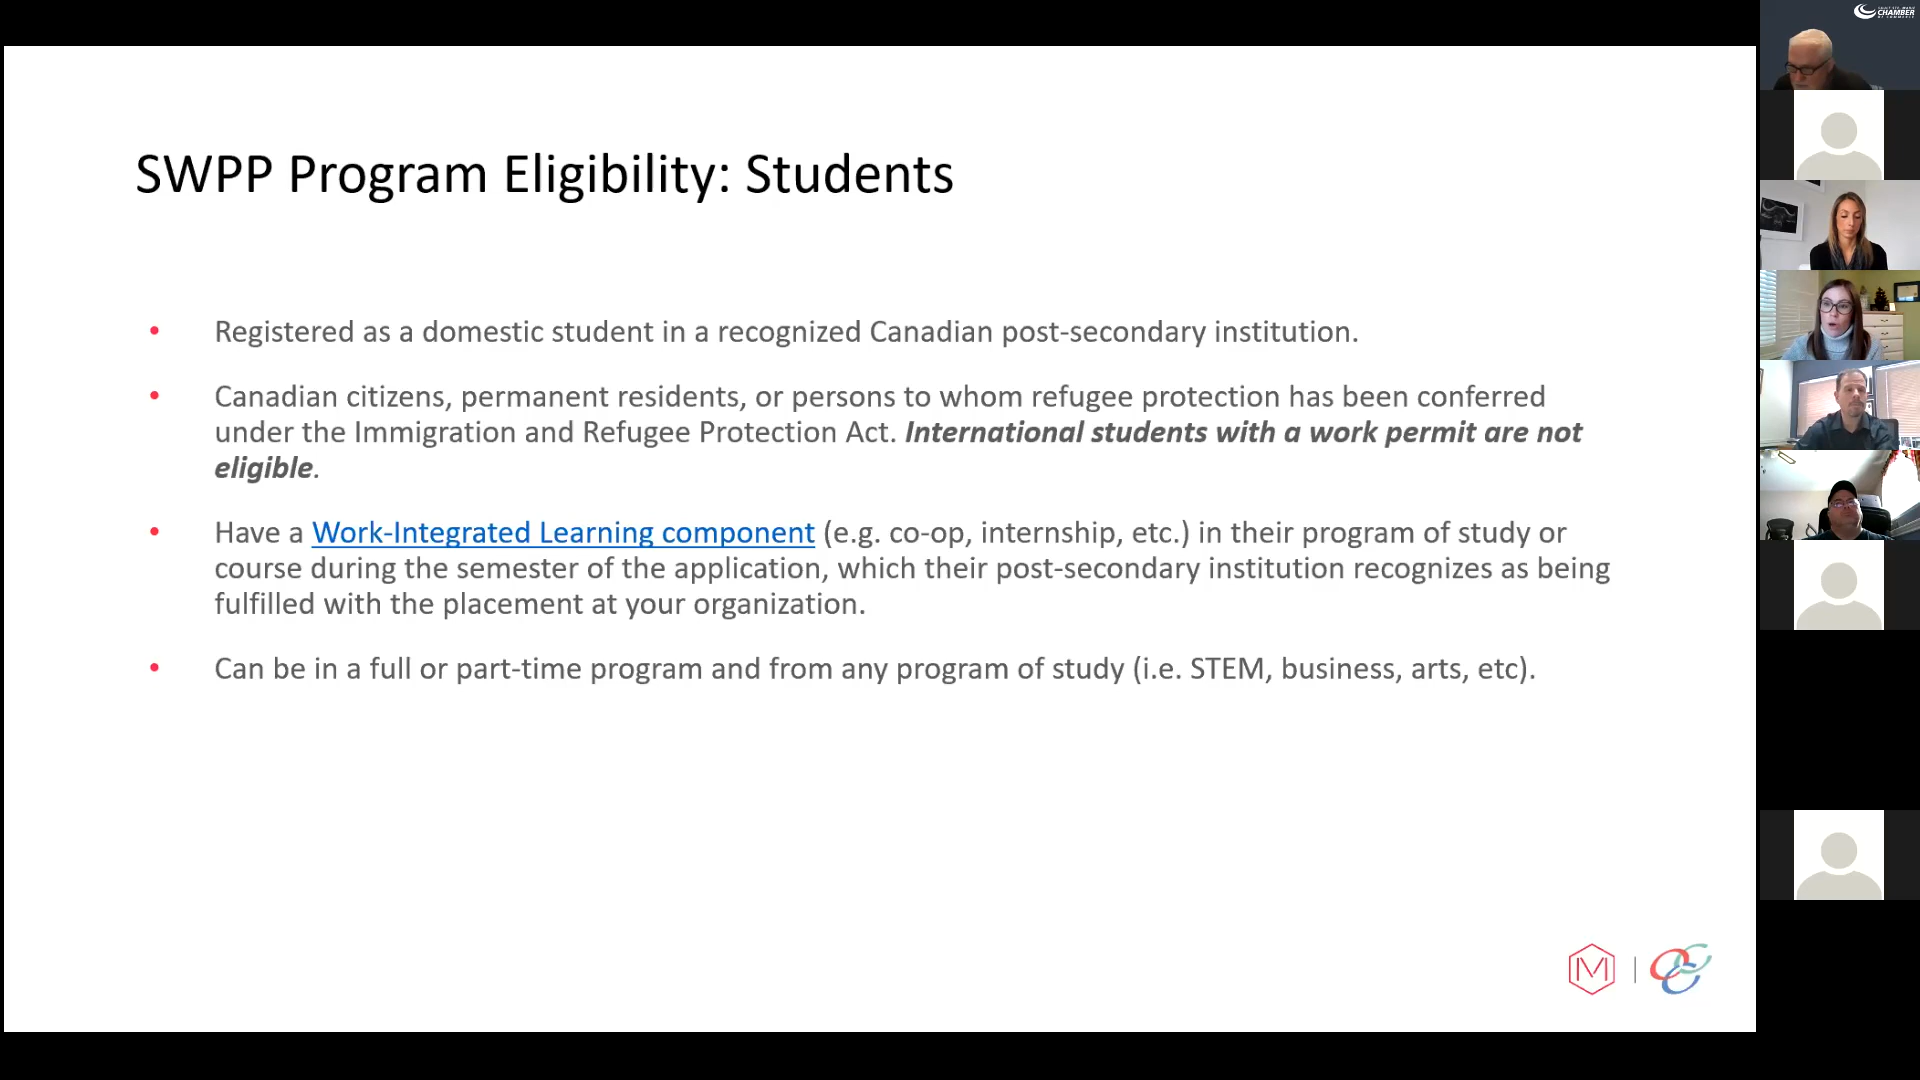 CHAMBER
SWPP Program Eligibility: Students
• Registered as a domestic student in a recognized Canadian post-secondary institution.
• Canadian citizens, permanent residents, or persons to whom refugee protection has been conferred
under the Immigration and Refugee Protection Act. International students with a work permit are not
eligible.
• Have a Work-Integrated Learning component (e.g. co-op, internship, etc.) in their program of study or
course during the semester of the application, which their post-secondary institution recognizes as being
fulfilled with the placement at your organization.
• Can be in a full or part-time program and from any program of study (i.e. STEM, business, arts, etc).